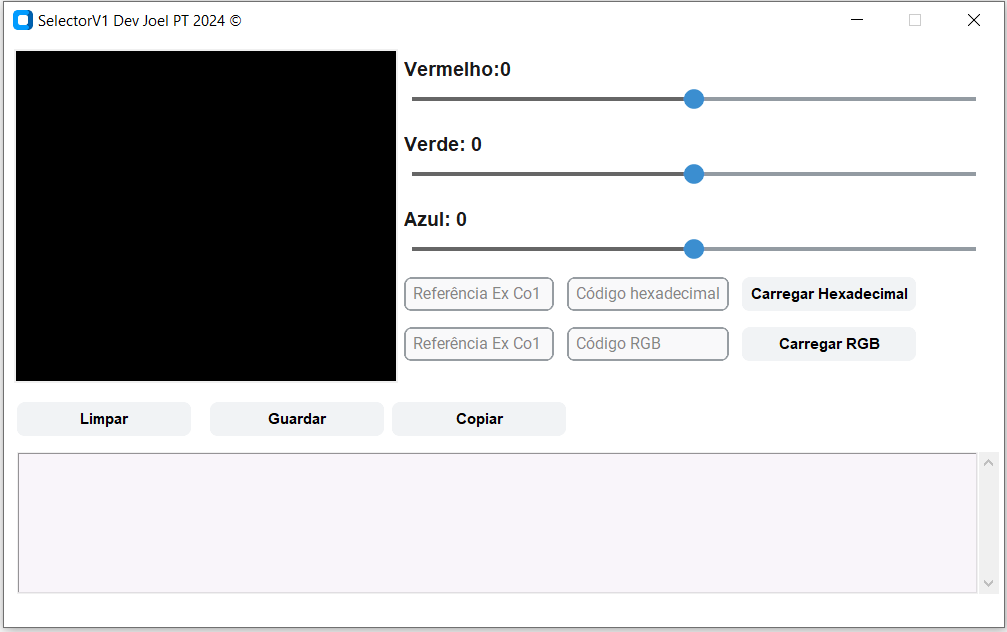 SelectorV1 Dev Joel PT 2024 ©
Vermelho:0
Verde: 0
Azul: 0
Referência Ex Co1 Código hexadecimal Carregar Hexadecimal
Referência Ex Co1 Código RGB Carregar RGB
Limpar Guardar Copiar